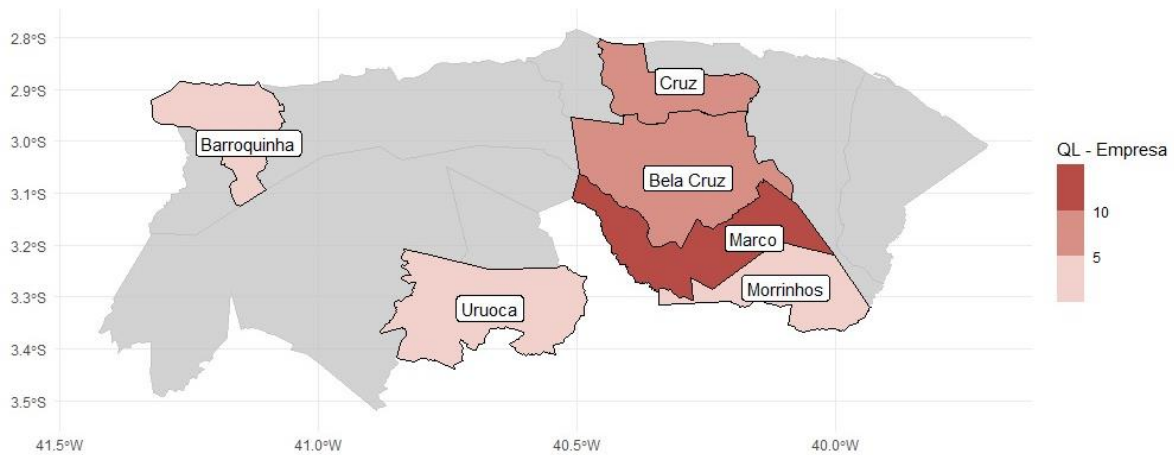 2.8°S
2.9°S
3.0°S
3.1°S
3.2°S
3.3°S
3.4°S
3.5°S
Cruz
Barroquinha
Bela Cruz
Marco
Morrinhos
Uruoca
QL - Empresa
10
5
41.5°W
41.0°W
40.5°W
40.0°W